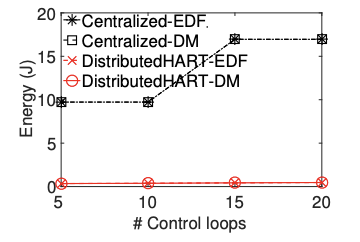 20
15
10
5
0
Energy (J)
Centralized-EDF
Centralized-DM
DistributedHART-EDF
DistributedHART-DM
5 10 15 20
# Control loops